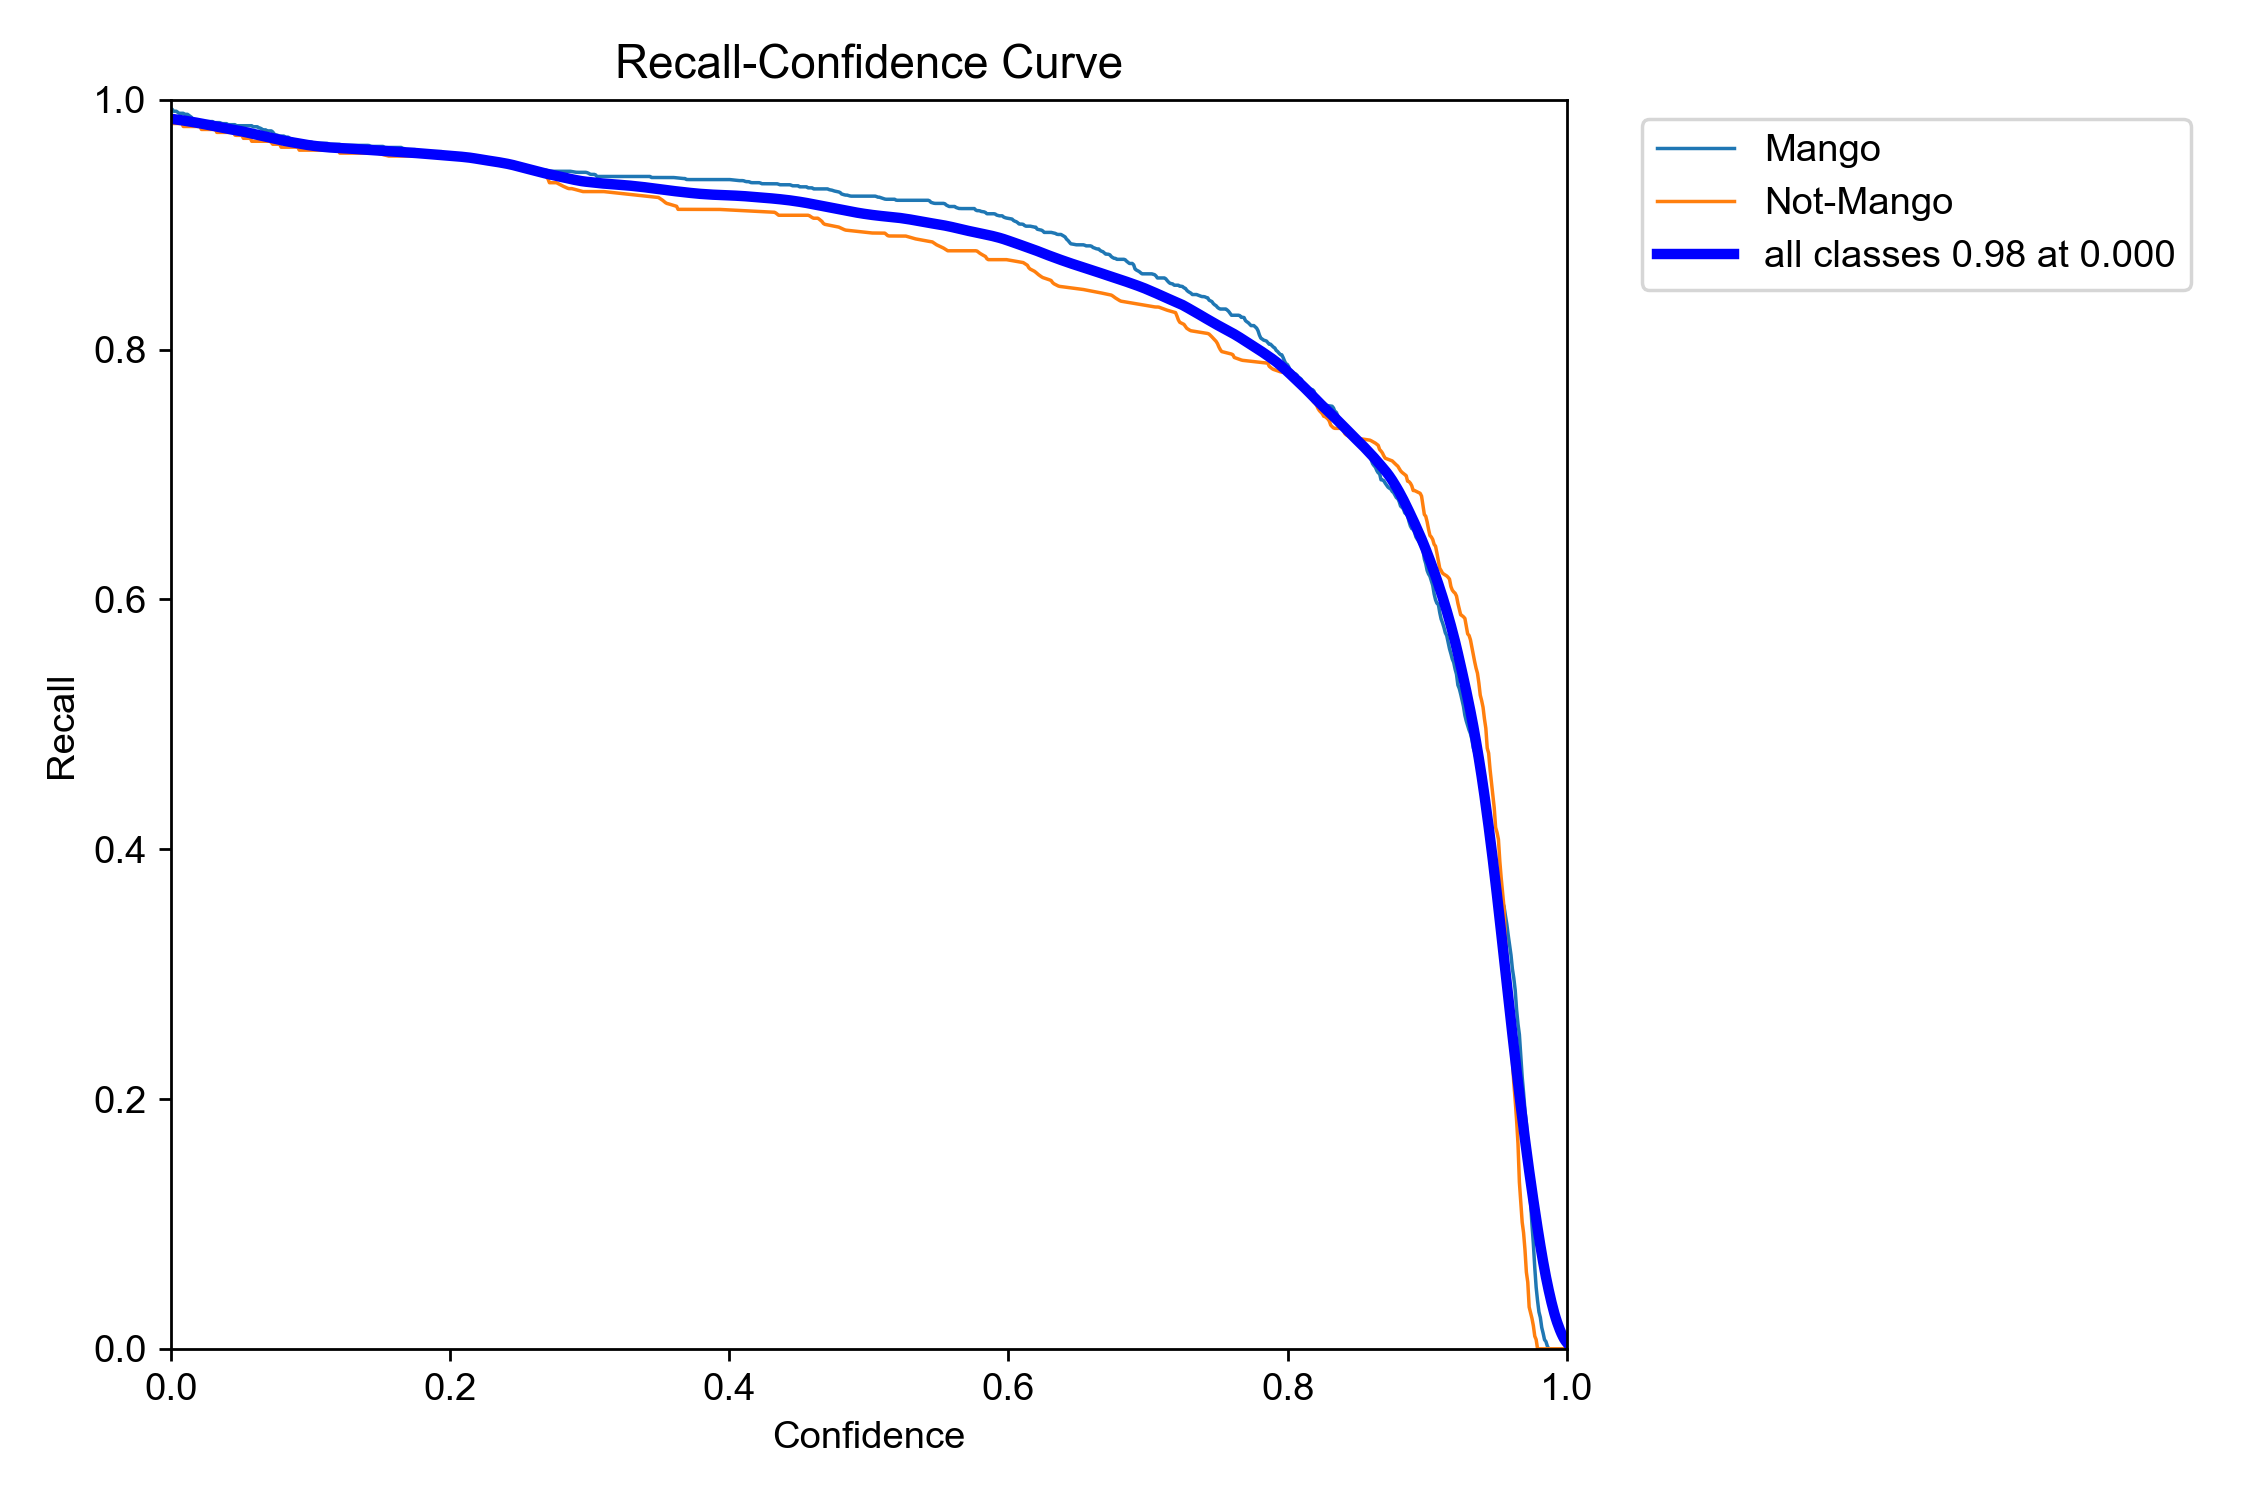 Recall-Confidence Curve
1.0
0.8
0.6
0.4
0.2
0.0
Recall
0.0 0.2 0.4 0.6 0.8 1.0
Confidence
Mango
Not-Mango
all classes 0.98 at 0.000